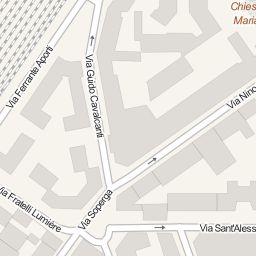 Chies
Maria
Via Ferrante Aporti
Via Guido Cavalcanti
Via Nino
Via Soperga
Via Fratelli Lumière
Via Sant'Aless